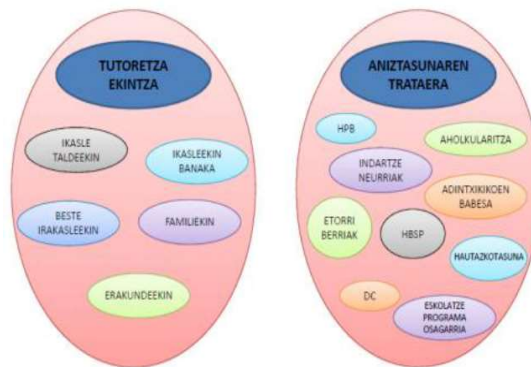 TUTORETZA
EKINTZA
IKASLE
TALDEEKIN
IKASLEEKIN
BANAKA
BESTE
IRAKASLEEKIN
FAMILIEKIN
ERAKUNDEEKIN
ANIZTASUNAREN
TRATAERA
HPB
AHOLKULARITZA
INDARTZE
NEURRIAK
ADINTXIKIKOEN
BABESA
ETORRI
BERRIAK
HBSP
HAUTAZKOTASUNA
DC
ESKOLATZE
PROGRAMA
OSAGARRIA